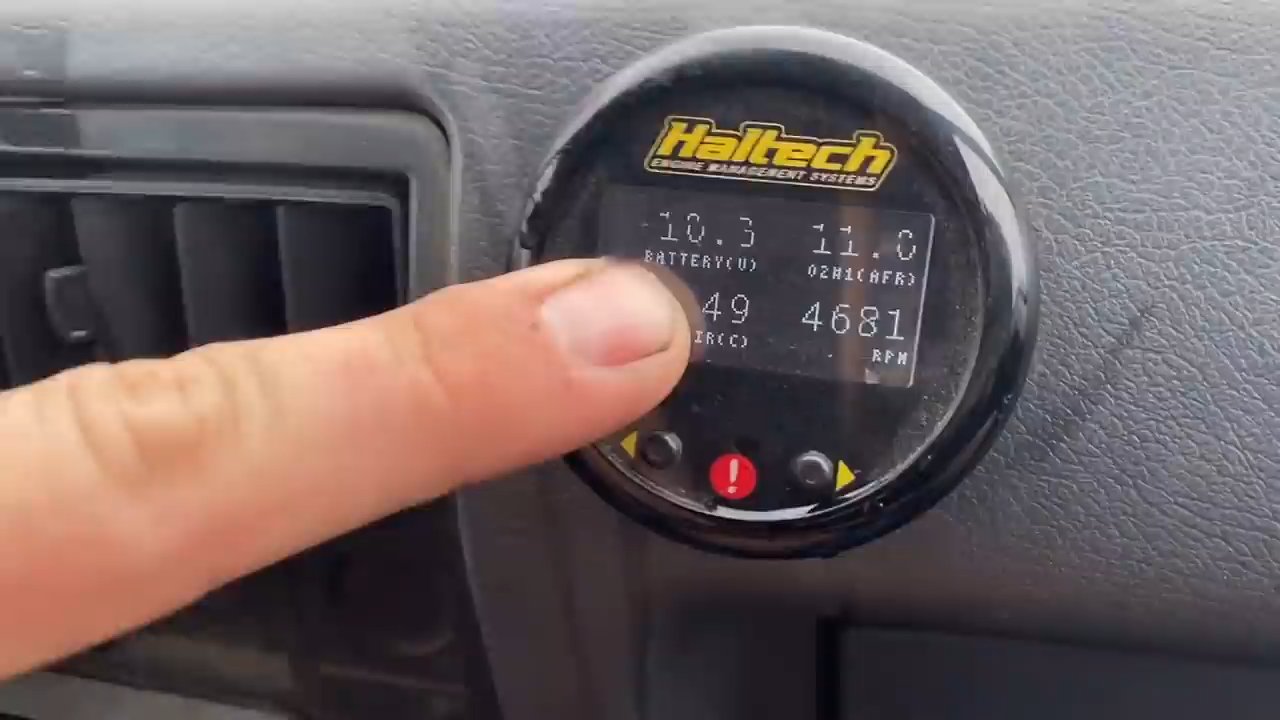 Haltech
ENGINE MANAGEMENT SYSTEMS
10.3 11.0
BATTERY(V) O2#1(AFR)
49 4681
IR(C) RPM
!